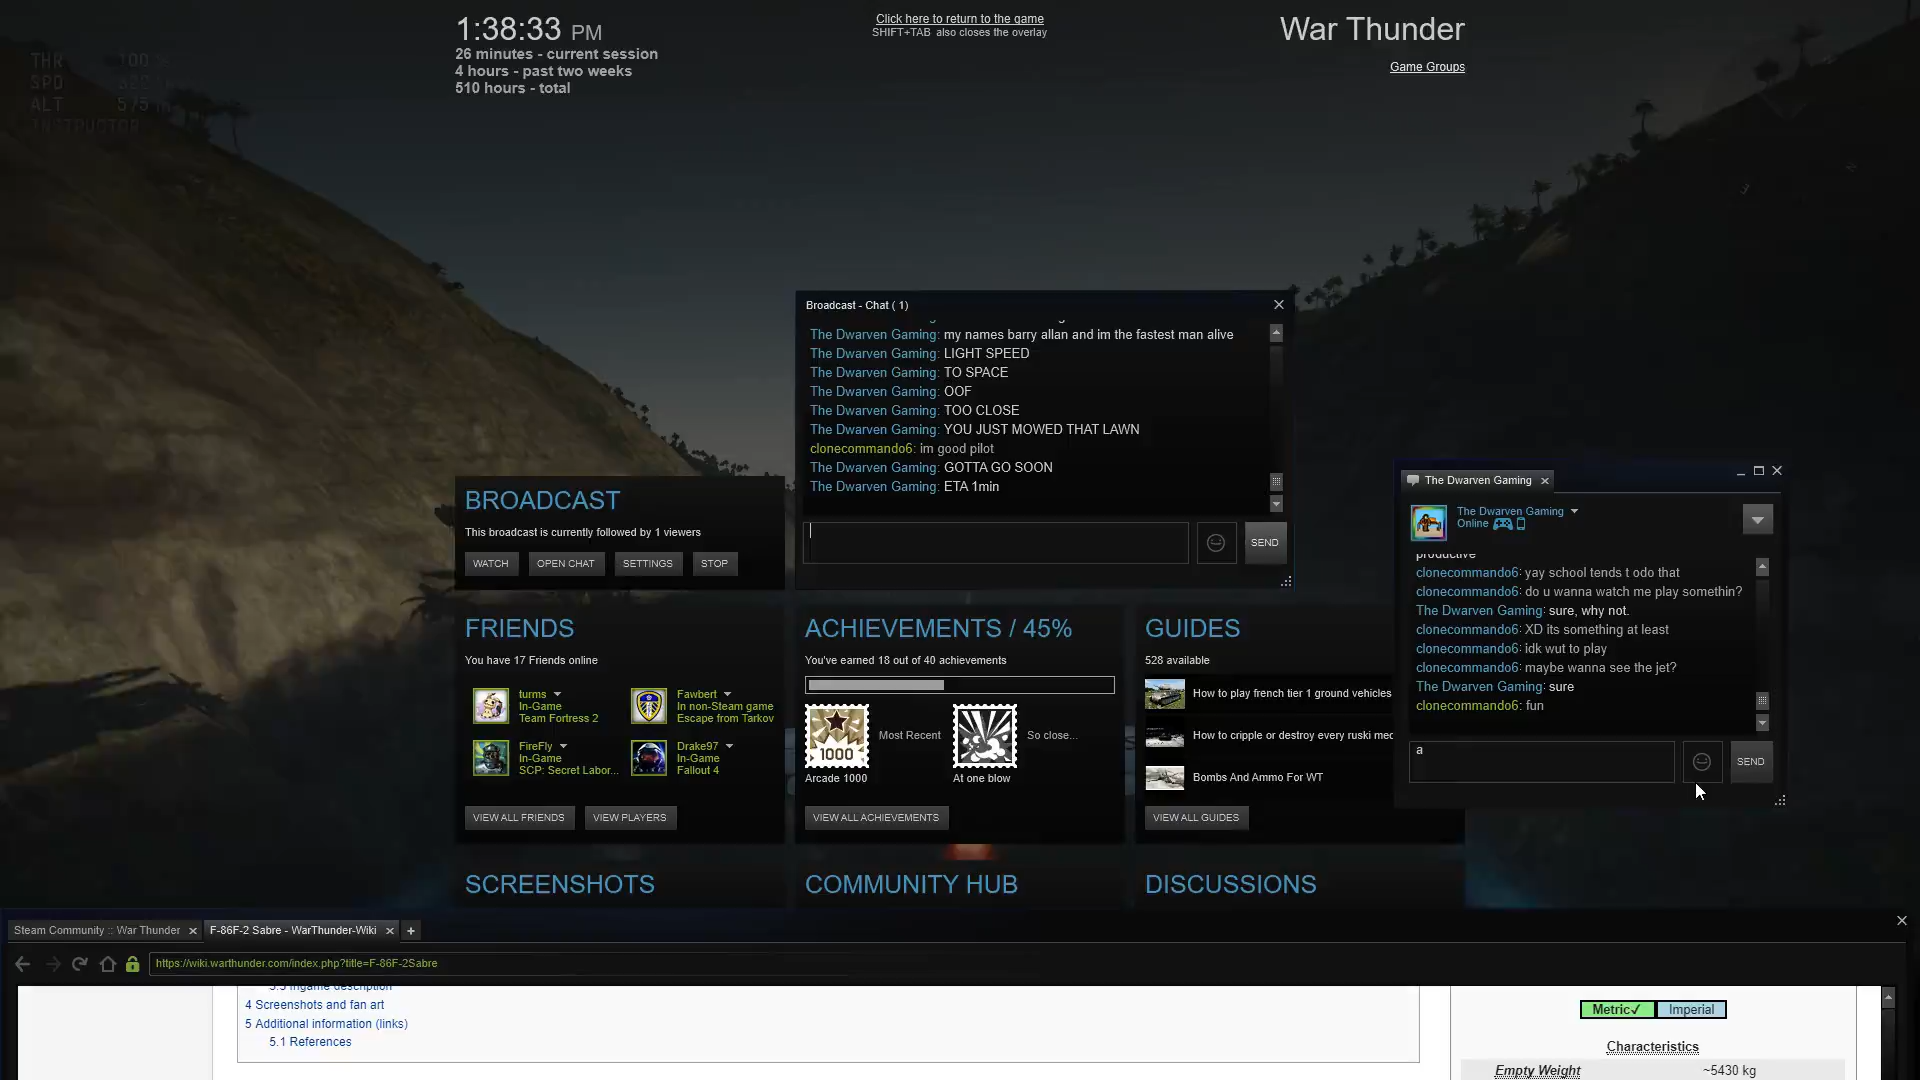 1:38:33 PM
26 minutes - current session
4 hours - past two weeks
510 hours - total
Click here to return to the game
SHIFT+TAB also closes the overlay
War Thunder
Game Groups
THR 100
SPD
ALT
INSTRUCTOR
Broadcast - Chat ( 1)
The Dwarven Gaming: my names barry allan and im the fastest man alive
The Dwarven Gaming: LIGHT SPEED
The Dwarven Gaming: TO SPACE
The Dwarven Gaming: OOF
The Dwarven Gaming: TOO CLOSE
The Dwarven Gaming: YOU JUST MOWED THAT LAWN
clonecommando6: im good pilot
The Dwarven Gaming: GOTTA GO SOON
The Dwarven Gaming: ETA 1min
SEND
BROADCAST
This broadcast is currently followed by 1 viewers
WATCH
OPEN CHAT
SETTINGS
STOP
The Dwarven Gaming
The Dwarven Gaming
Online
productive
clonecommando6: yay school tends t odo that
clonecommando6: do u wanna watch me play somethin?
The Dwarven Gaming: sure, why not.
clonecommando6: XD its something at least
clonecommando6: idk wut to play
clonecommando6: maybe wanna see the jet?
The Dwarven Gaming: sure
clonecommando6: fun
a
SEND
FRIENDS
You have 17 Friends online
turms
In-Game
Team Fortress 2
Fawbert
In non-Steam game
Escape from Tarkov
FireFly
In-Game
SCP: Secret Labor...
Drake97
In-Game
Fallout 4
VIEW ALL FRIENDS
VIEW PLAYERS
ACHIEVEMENTS / 45%
You've earned 18 out of 40 achievements
1000
Most Recent
Arcade 1000
So close...
At one blow
VIEW ALL ACHIEVEMENTS
GUIDES
528 available
How to play french tier 1 ground vehicles
How to cripple or destroy every ruski med
Bombs And Ammo For WT
VIEW ALL GUIDES
SCREENSHOTS
COMMUNITY HUB
DISCUSSIONS
Steam Community :: War Thunder
F-86F-2 Sabre - WarThunder-Wiki
https://wiki.warthunder.com/index.php?title=F-86F-2Sabre
3.3 Ingame description
4 Screenshots and fan art
5 Additional information (links)
5.1 References
Metric✓
Imperial
Characteristics
Empty Weight ~5430 kg